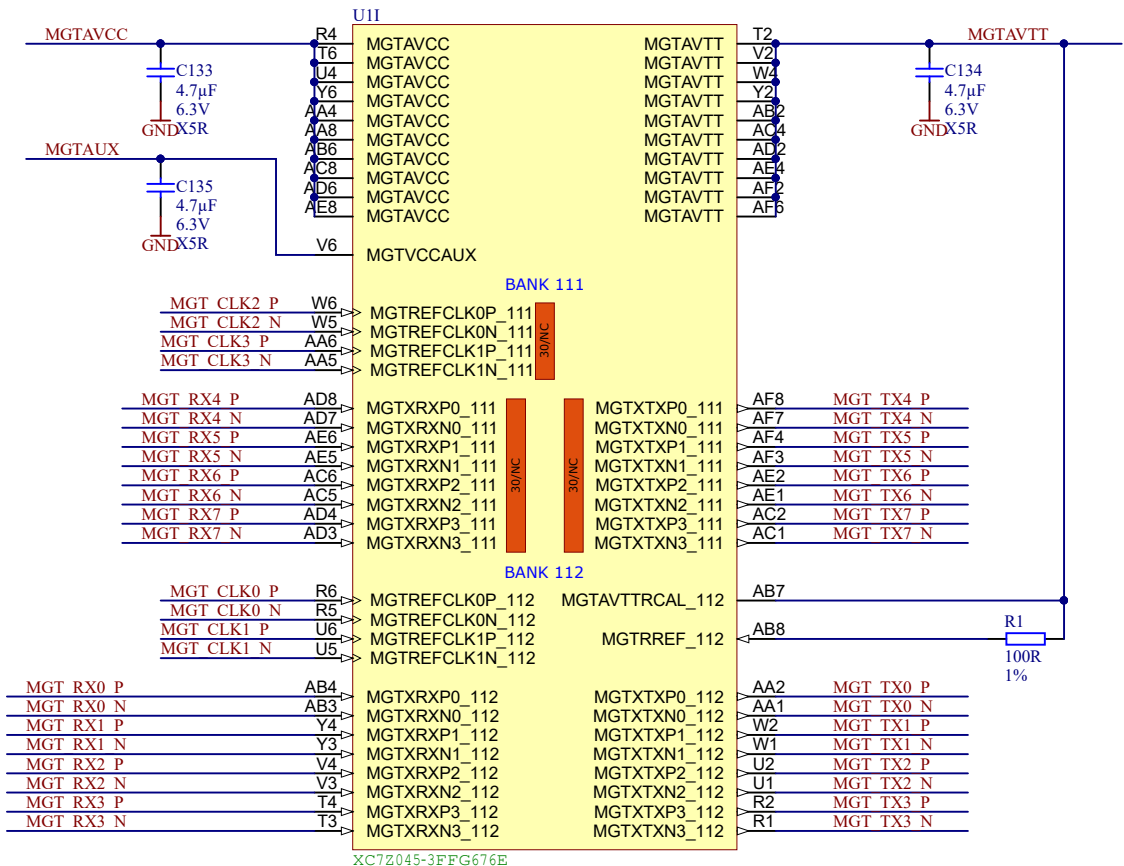 U1I
MGTAVCC R4 MGTAVCC MGTAVTT T2 MGTAVTT
T6 MGTAVCC MGTAVTT V2
C133 U4 MGTAVCC MGTAVTT W4 C134
4.7µF Y6 MGTAVCC MGTAVTT Y2 4.7µF
6.3V AA4 MGTAVCC MGTAVTT AB2 6.3V
GND X5R AA8 MGTAVCC MGTAVTT AC4 GND X5R
MGTAUX AB6 MGTAVCC MGTAVTT AD2
C135 AC8 MGTAVCC MGTAVTT AE4
4.7µF AD6 MGTAVCC MGTAVTT AF2
6.3V AE8 MGTAVCC MGTAVTT AF6
GND X5R V6 MGTVCCAUX
BANK 111
MGT_CLK2_P W6 MGTREFCLK0P_111
MGT_CLK2_N W5 MGTREFCLK0N_111
MGT_CLK3_P AA6 MGTREFCLK1P_111
MGT_CLK3_N AA5 MGTREFCLK1N_111
30/NC
MGT_RX4_P AD8 MGTXRXP0_111 MGTXTXP0_111 AF8 MGT_TX4_P
MGT_RX4_N AD7 MGTXRXN0_111 MGTXTXN0_111 AF7 MGT_TX4_N
MGT_RX5_P AE6 MGTXRXP1_111 MGTXTXP1_111 AF4 MGT_TX5_P
MGT_RX5_N AE5 MGTXRXN1_111 MGTXTXN1_111 AF3 MGT_TX5_N
MGT_RX6_P AC6 MGTXRXP2_111 MGTXTXP2_111 AE2 MGT_TX6_P
MGT_RX6_N AC5 MGTXRXN2_111 MGTXTXN2_111 AE1 MGT_TX6_N
MGT_RX7_P AD4 MGTXRXP3_111 MGTXTXP3_111 AC2 MGT_TX7_P
MGT_RX7_N AD3 MGTXRXN3_111 MGTXTXN3_111 AC1 MGT_TX7_N
30/NC 30/NC
BANK 112
MGT_CLK0_P R6 MGTREFCLK0P_112 MGTAVTTRCAL_112 AB7
MGT_CLK0_N R5 MGTREFCLK0N_112
MGT_CLK1_P U6 MGTREFCLK1P_112 MGTRREF_112 AB8 R1
MGT_CLK1_N U5 MGTREFCLK1N_112 100R
1%
MGT_RX0_P AB4 MGTXRXP0_112 MGTXTXP0_112 AA2 MGT_TX0_P
MGT_RX0_N AB3 MGTXRXN0_112 MGTXTXN0_112 AA1 MGT_TX0_N
MGT_RX1_P Y4 MGTXRXP1_112 MGTXTXP1_112 W2 MGT_TX1_P
MGT_RX1_N Y3 MGTXRXN1_112 MGTXTXN1_112 W1 MGT_TX1_N
MGT_RX2_P V4 MGTXRXP2_112 MGTXTXP2_112 U2 MGT_TX2_P
MGT_RX2_N V3 MGTXRXN2_112 MGTXTXN2_112 U1 MGT_TX2_N
MGT_RX3_P T4 MGTXRXP3_112 MGTXTXP3_112 R2 MGT_TX3_P
MGT_RX3_N T3 MGTXRXN3_112 MGTXTXN3_112 R1 MGT_TX3_N
XC7Z045-3FFG676E